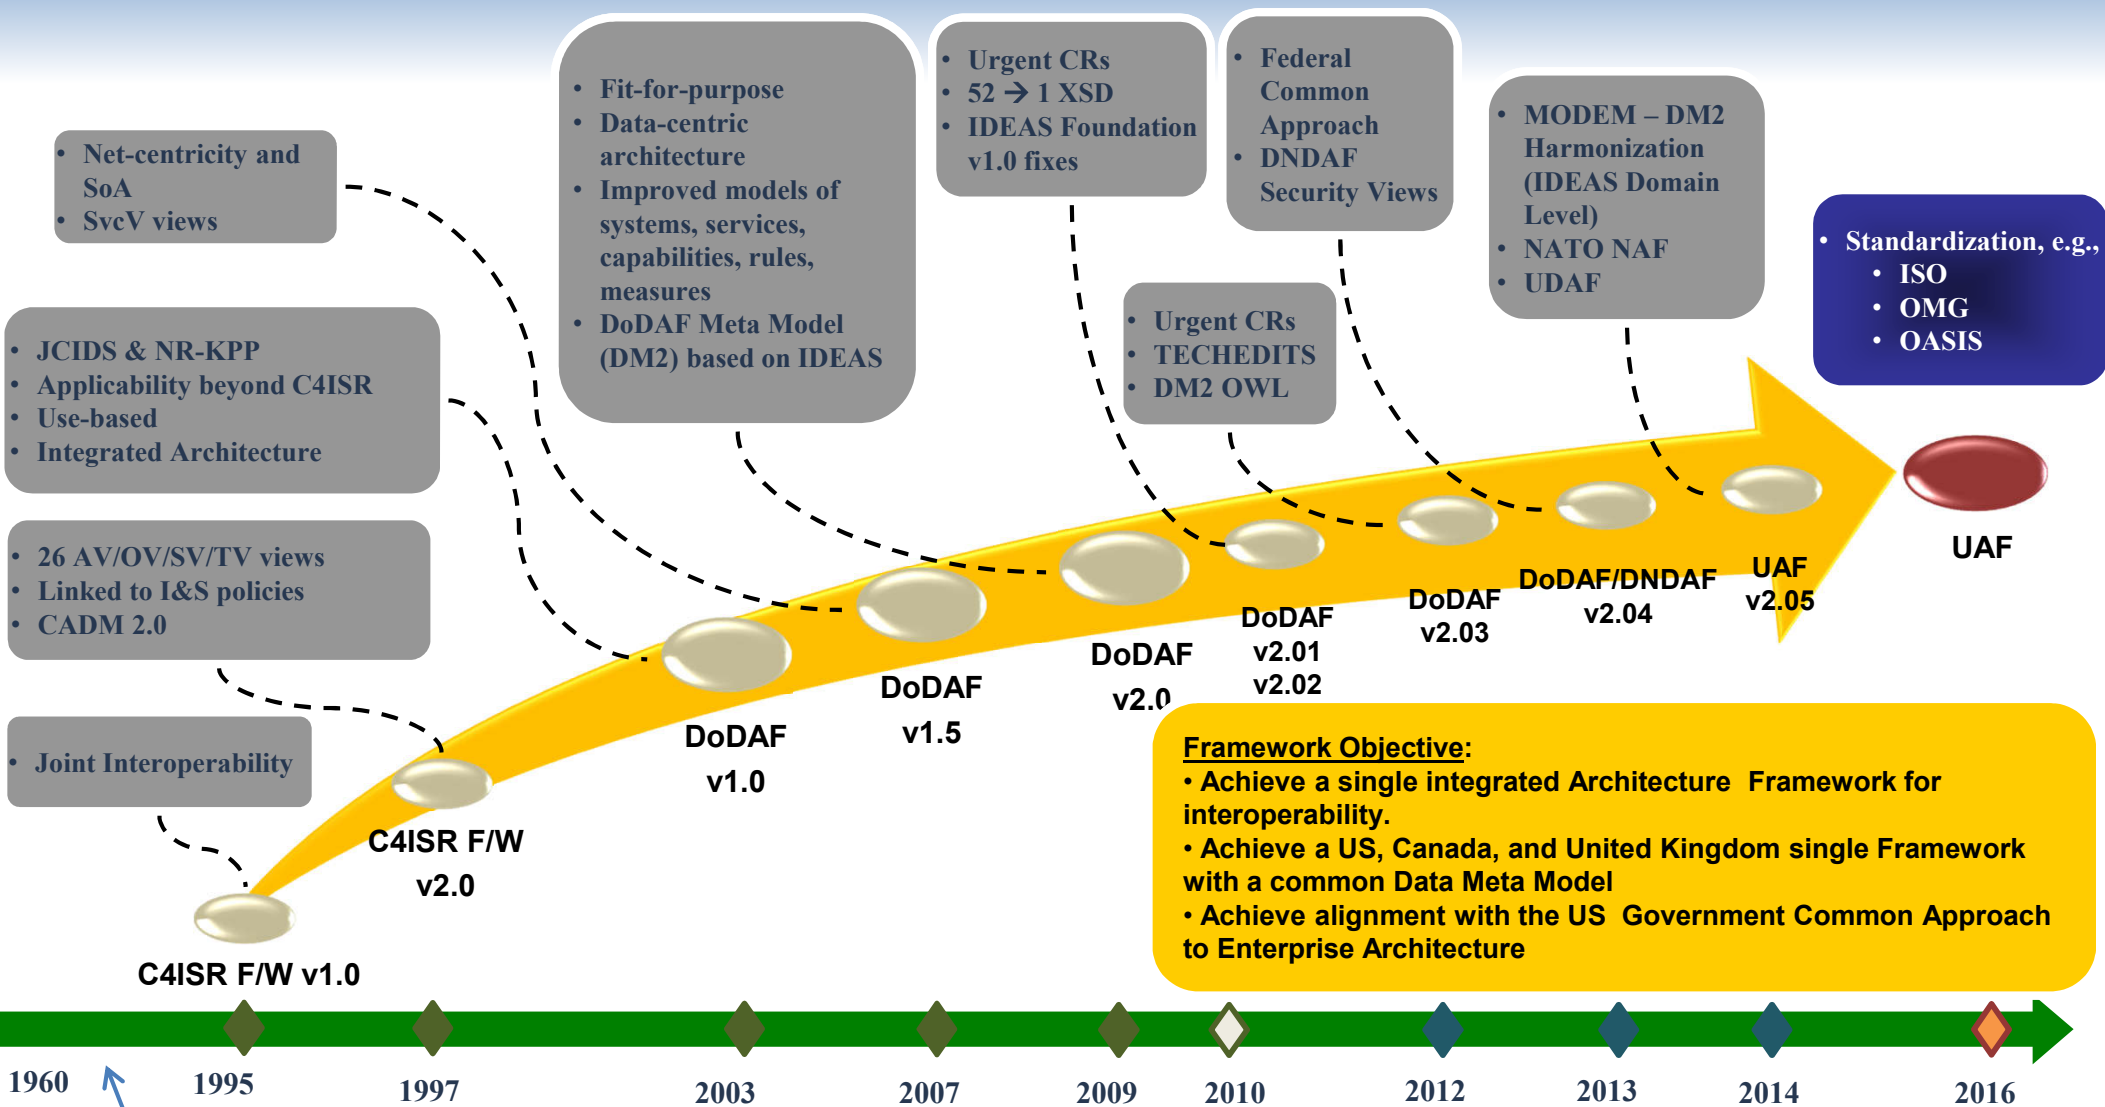 • Net-centricity and
SoA
• SvcV views
• JCIDS & NR-KPP
• Applicability beyond C4ISR
• Use-based
• Integrated Architecture
• 26 AV/OV/SV/TV views
• Linked to I&S policies
• CADM 2.0
• Joint Interoperability
• Fit-for-purpose
• Data-centric
architecture
• Improved models of
systems, services,
capabilities, rules,
measures
• DoDAF Meta Model
(DM2) based on IDEAS
• Urgent CRs
• 52 → 1 XSD
• IDEAS Foundation
v1.0 fixes
• Federal
Common
Approach
• DNDAF
Security Views
• Urgent CRs
• TECHEDITS
• DM2 OWL
• MODEM – DM2
Harmonization
(IDEAS Domain
Level)
• NATO NAF
• UDAF
• Standardization, e.g.,
• ISO
• OMG
• OASIS
C4ISR F/W v1.0
C4ISR F/W
v2.0
DoDAF
v1.0
DoDAF
v1.5
DoDAF
v2.0
DoDAF
v2.01
v2.02
DoDAF
v2.03
DoDAF/DNDAF
v2.04
UAF
v2.05
UAF
Framework Objective:
• Achieve a single integrated Architecture Framework for
interoperability.
• Achieve a US, Canada, and United Kingdom single Framework
with a common Data Meta Model
• Achieve alignment with the US Government Common Approach
to Enterprise Architecture
1960
1995
1997
2003
2007
2009
2010
2012
2013
2014
2016